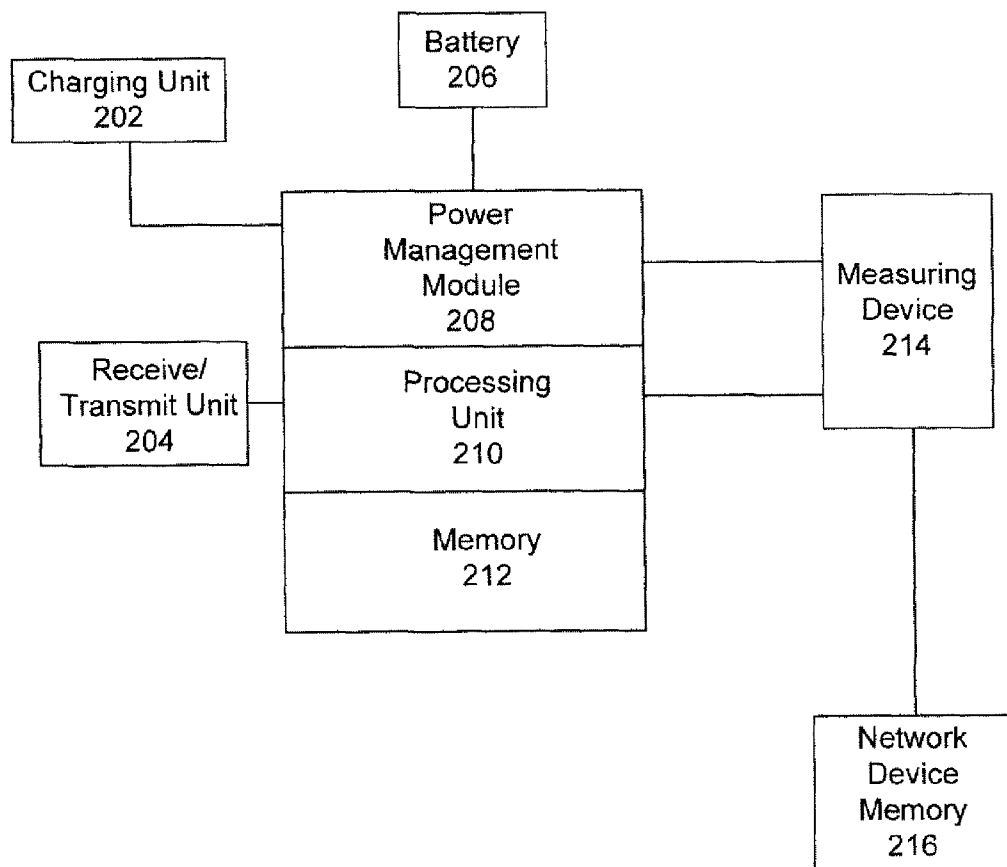 Battery
206
Charging Unit
202
Power
Management
Module
208
Measuring
Device
214
Receive/
Transmit Unit
204
Processing
Unit
210
Memory
212
Network
Device
Memory
216